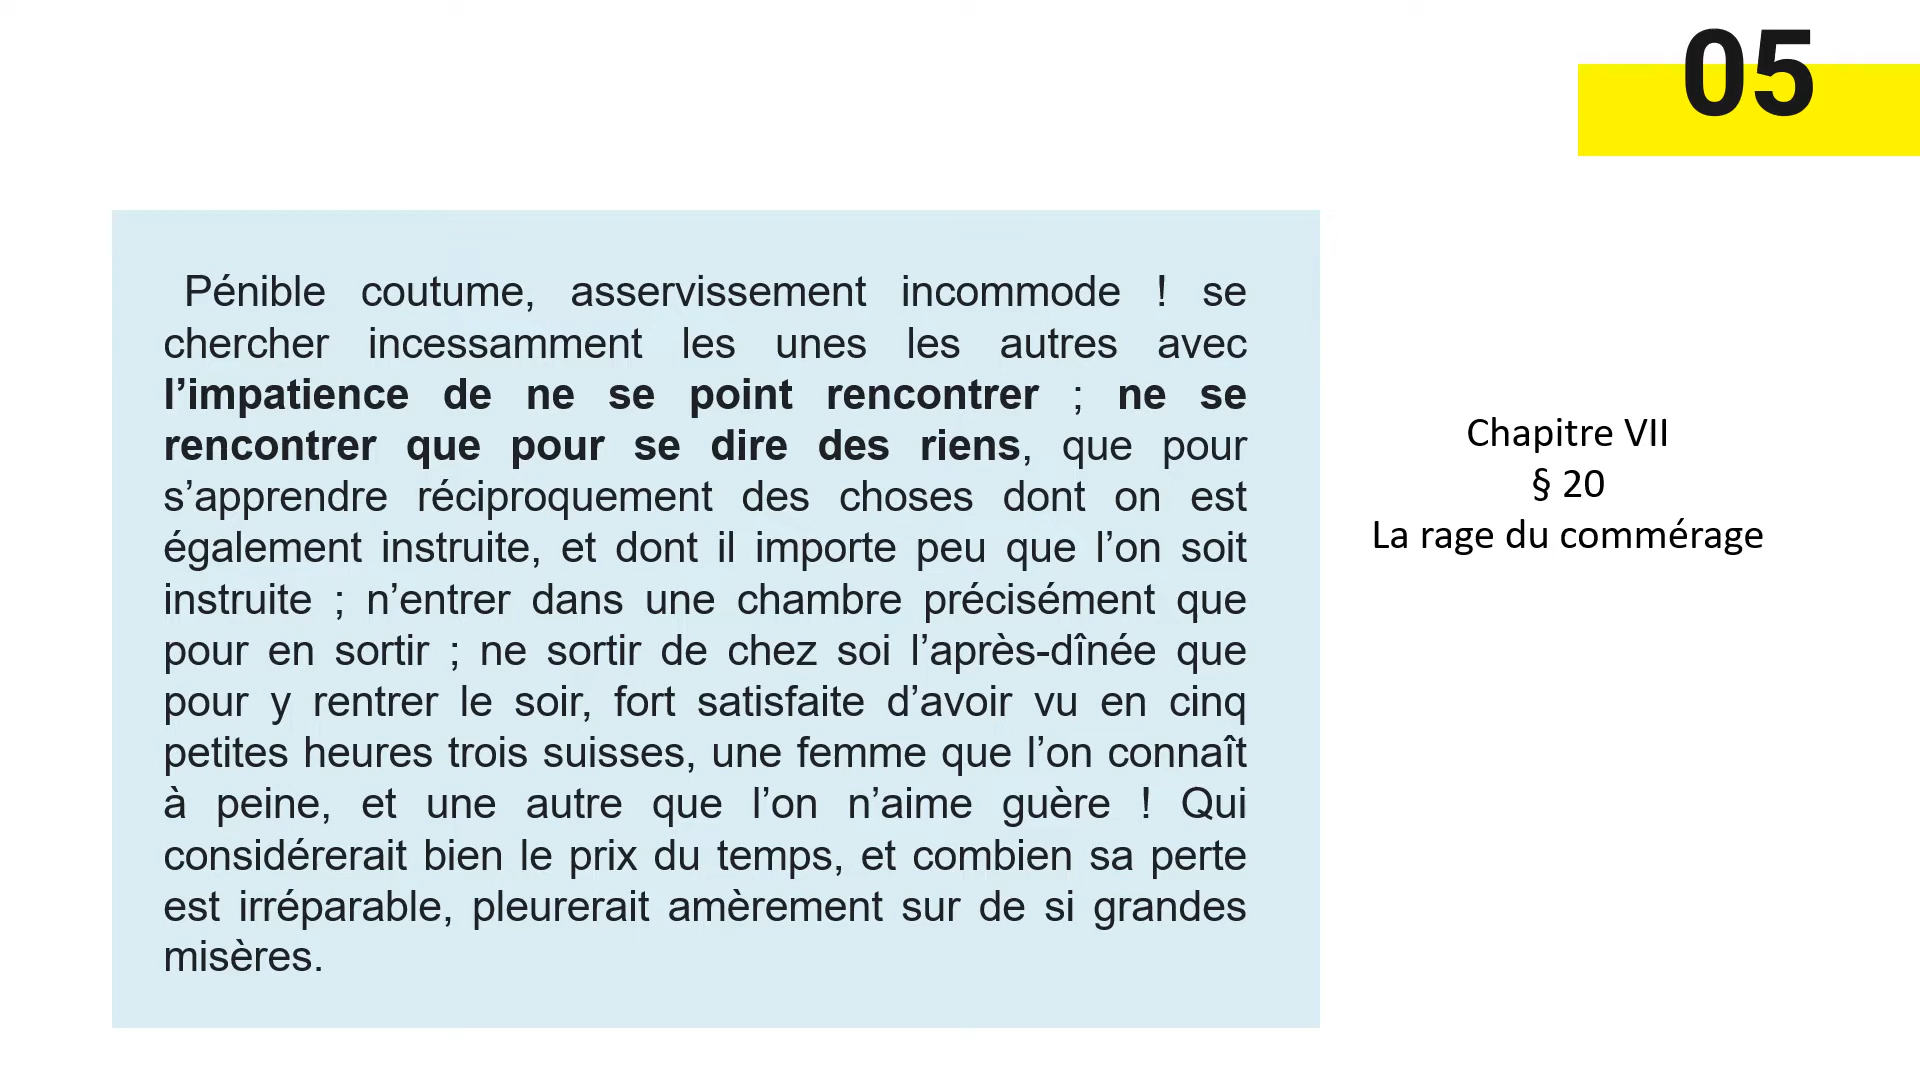 05
Pénible coutume, asservissement incommode ! se
chercher incessamment les unes les autres avec
l’impatience de ne se point rencontrer ; ne se
rencontrer que pour se dire des riens, que pour
s’apprendre réciproquement des choses dont on est
également instruite, et dont il importe peu que l’on soit
instruite ; n’entrer dans une chambre précisément que
pour en sortir ; ne sortir de chez soi l’après-dînée que
pour y rentrer le soir, fort satisfaite d’avoir vu en cinq
petites heures trois suisses, une femme que l’on connaît
à peine, et une autre que l’on n’aime guère ! Qui
considérerait bien le prix du temps, et combien sa perte
est irréparable, pleurerait amèrement sur de si grandes
misères.
Chapitre VII
§ 20
La rage du commérage